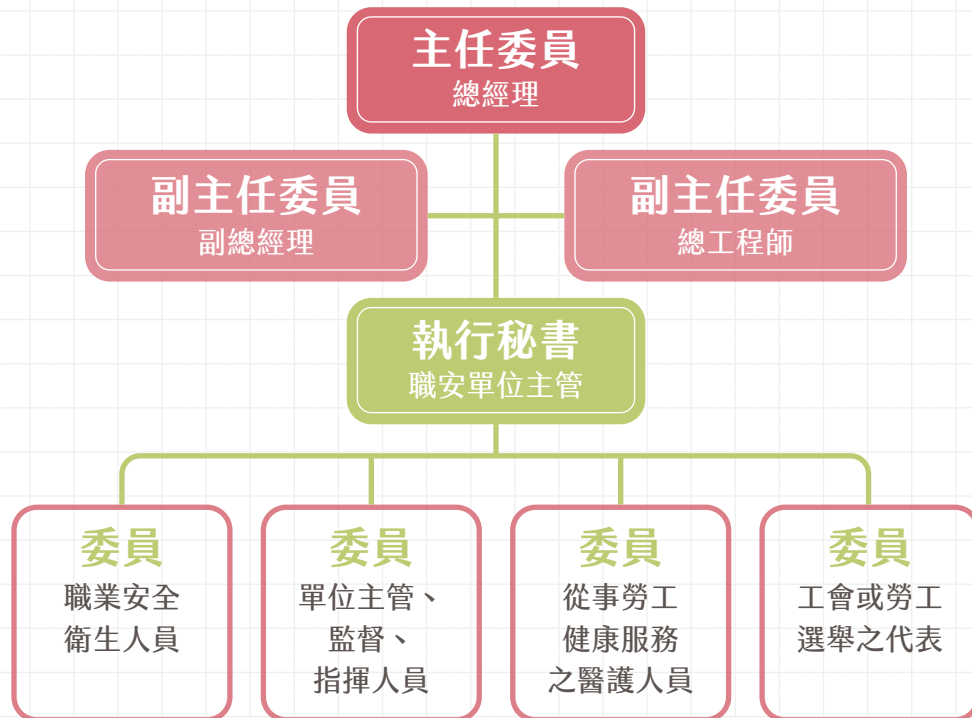 主任委員
總經理
副主任委員
副總經理
副主任委員
總工程師
執行秘書
職安單位主管
委員
職業安全
衛生人員
委員
單位主管、
監督、
指揮人員
委員
從事勞工
健康服務
之醫護人員
委員
工會或勞工
選舉之代表